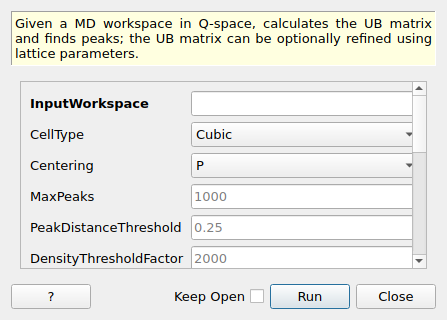 Given a MD workspace in Q-space, calculates the UB matrix
and finds peaks; the UB matrix can be optionally refined using
lattice parameters.
InputWorkspace
CellType Cubic
Centering P
MaxPeaks 1000
PeakDistanceThreshold 0.25
DensityThresholdFactor 2000
? Keep Open Run Close